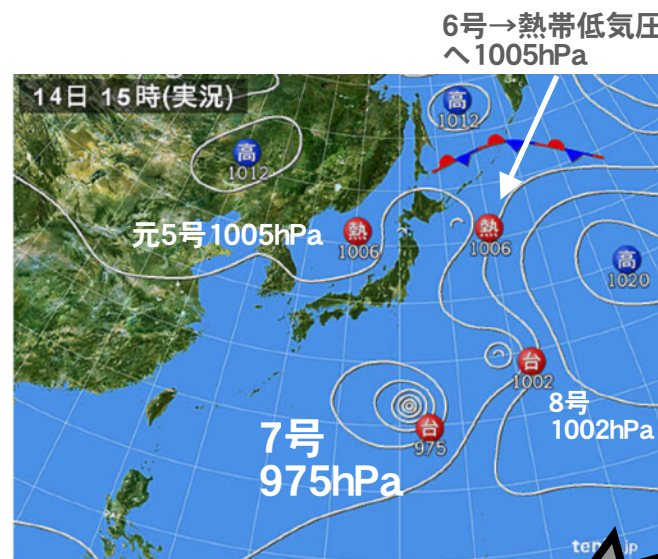 6号→熱帯低気圧
へ1005hPa
14日 15時(実況)
高
1012
高
1012
元5号1005hPa
熱
1006
熱
1006
高
1020
台
1002
8号
1002hPa
7号
975hPa
台
975